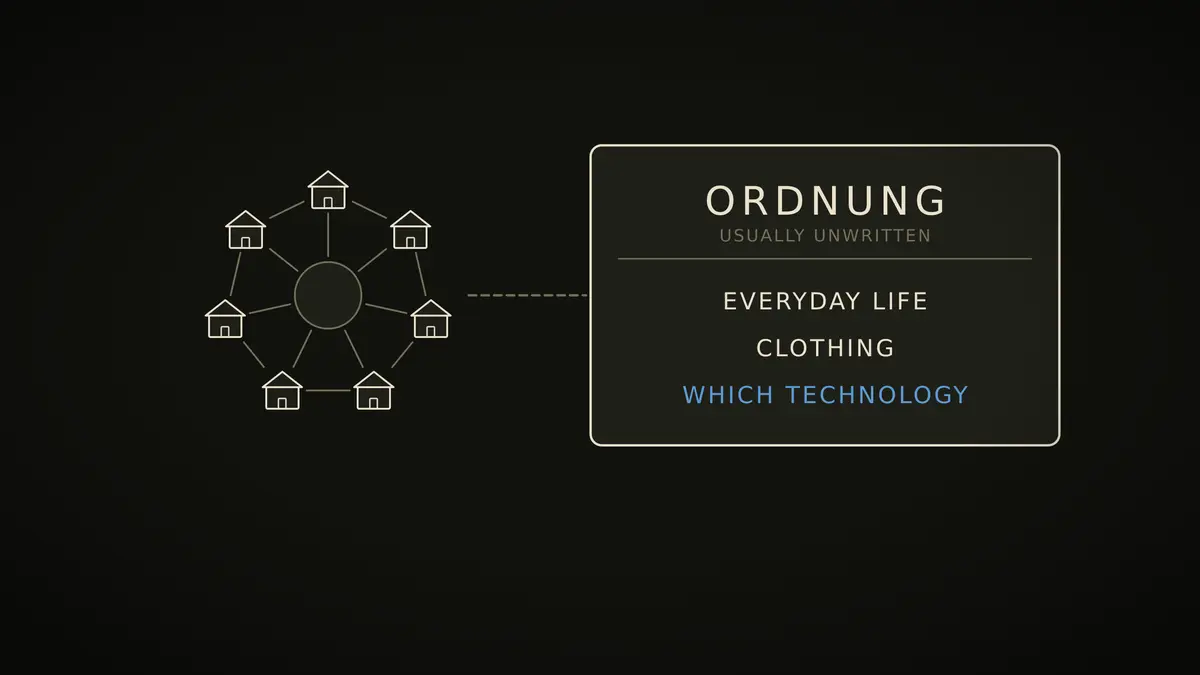 ORDNUNG
USUALLY UNWRITTEN
EVERYDAY LIFE
CLOTHING
WHICH TECHNOLOGY